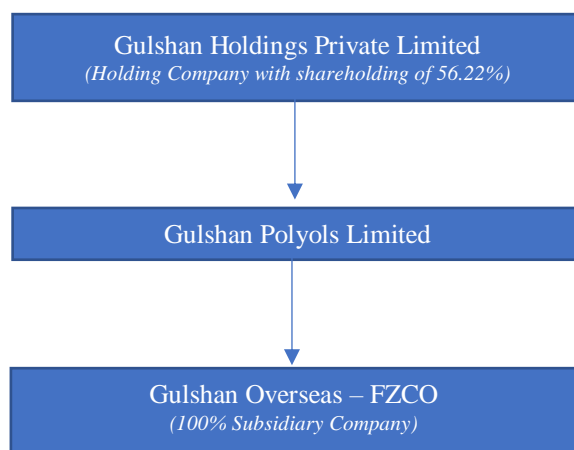 Gulshan Holdings Private Limited
(Holding Company with shareholding of 56.22%)
Gulshan Polyols Limited
Gulshan Overseas – FZCO
(100% Subsidiary Company)